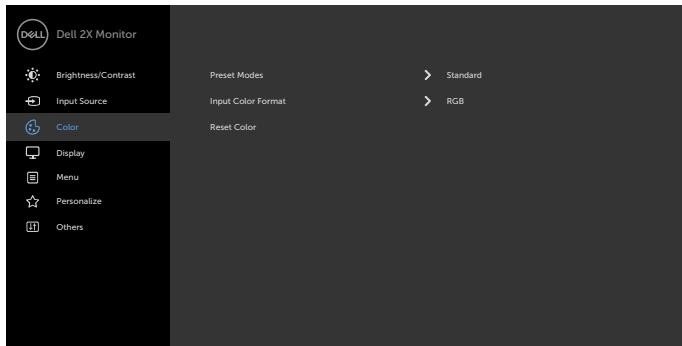 DELL Dell 2X Monitor
Brightness/Contrast
Input Source
Color
Display
Menu
Personalize
Others
Preset Modes Standard
Input Color Format RGB
Reset Color